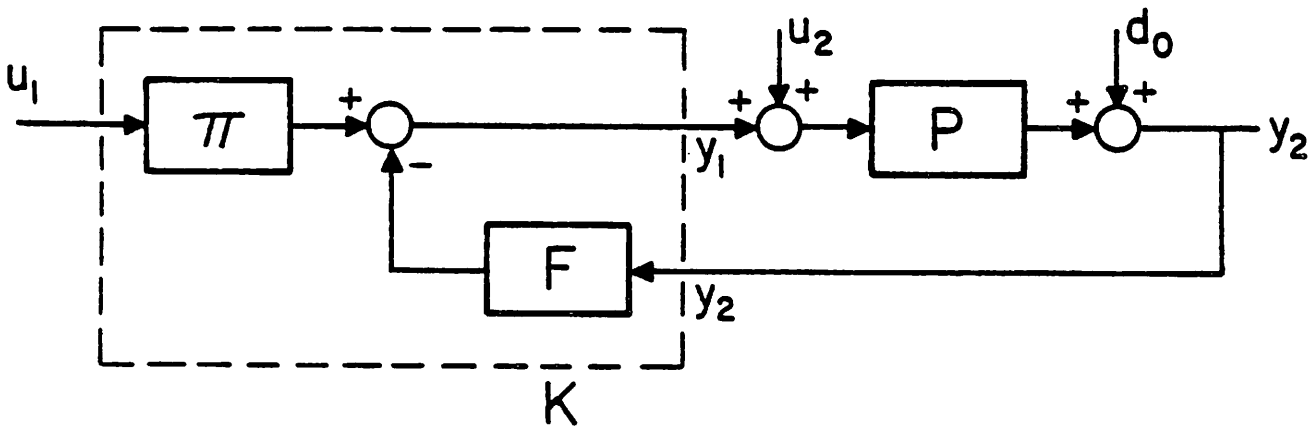 u₁
π
+
−
y₁
+
u₂
+
P
+
d₀
+
y₂
F
y₂
K